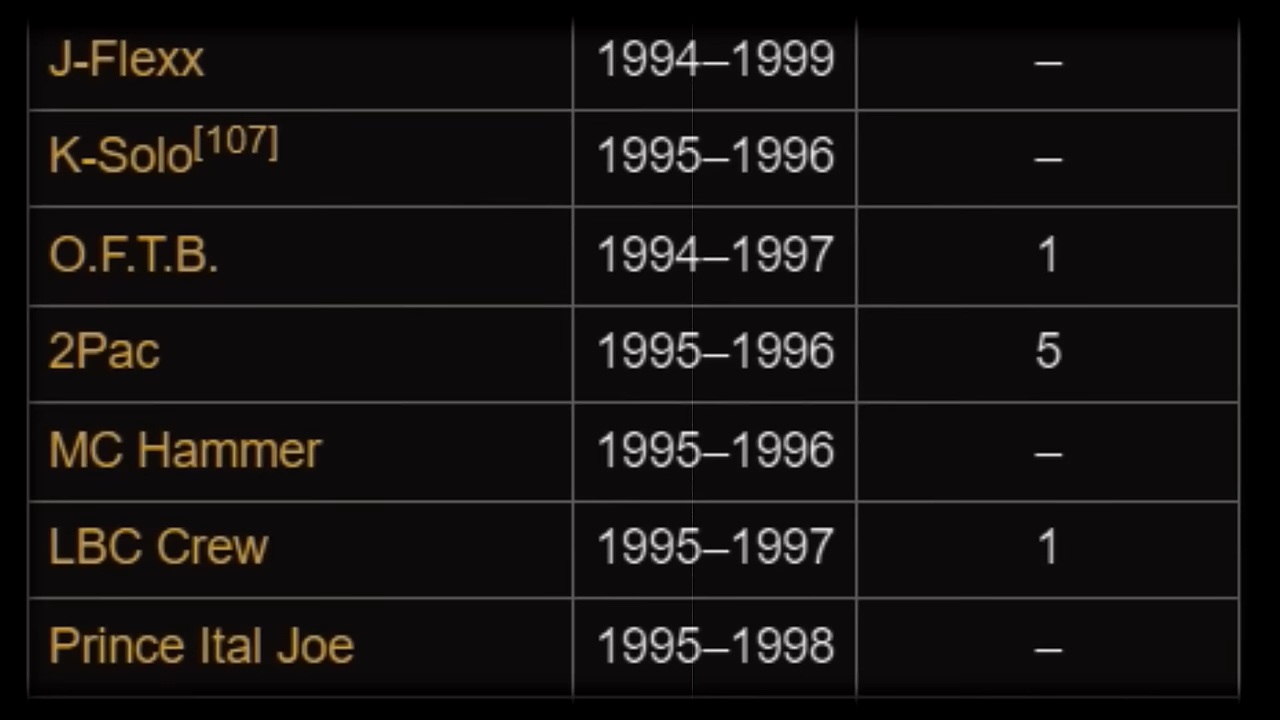 J-Flexx 1994–1999 –
K-Solo[107] 1995–1996 –
O.F.T.B. 1994–1997 1
2Pac 1995–1996 5
MC Hammer 1995–1996 –
LBC Crew 1995–1997 1
Prince Ital Joe 1995–1998 –